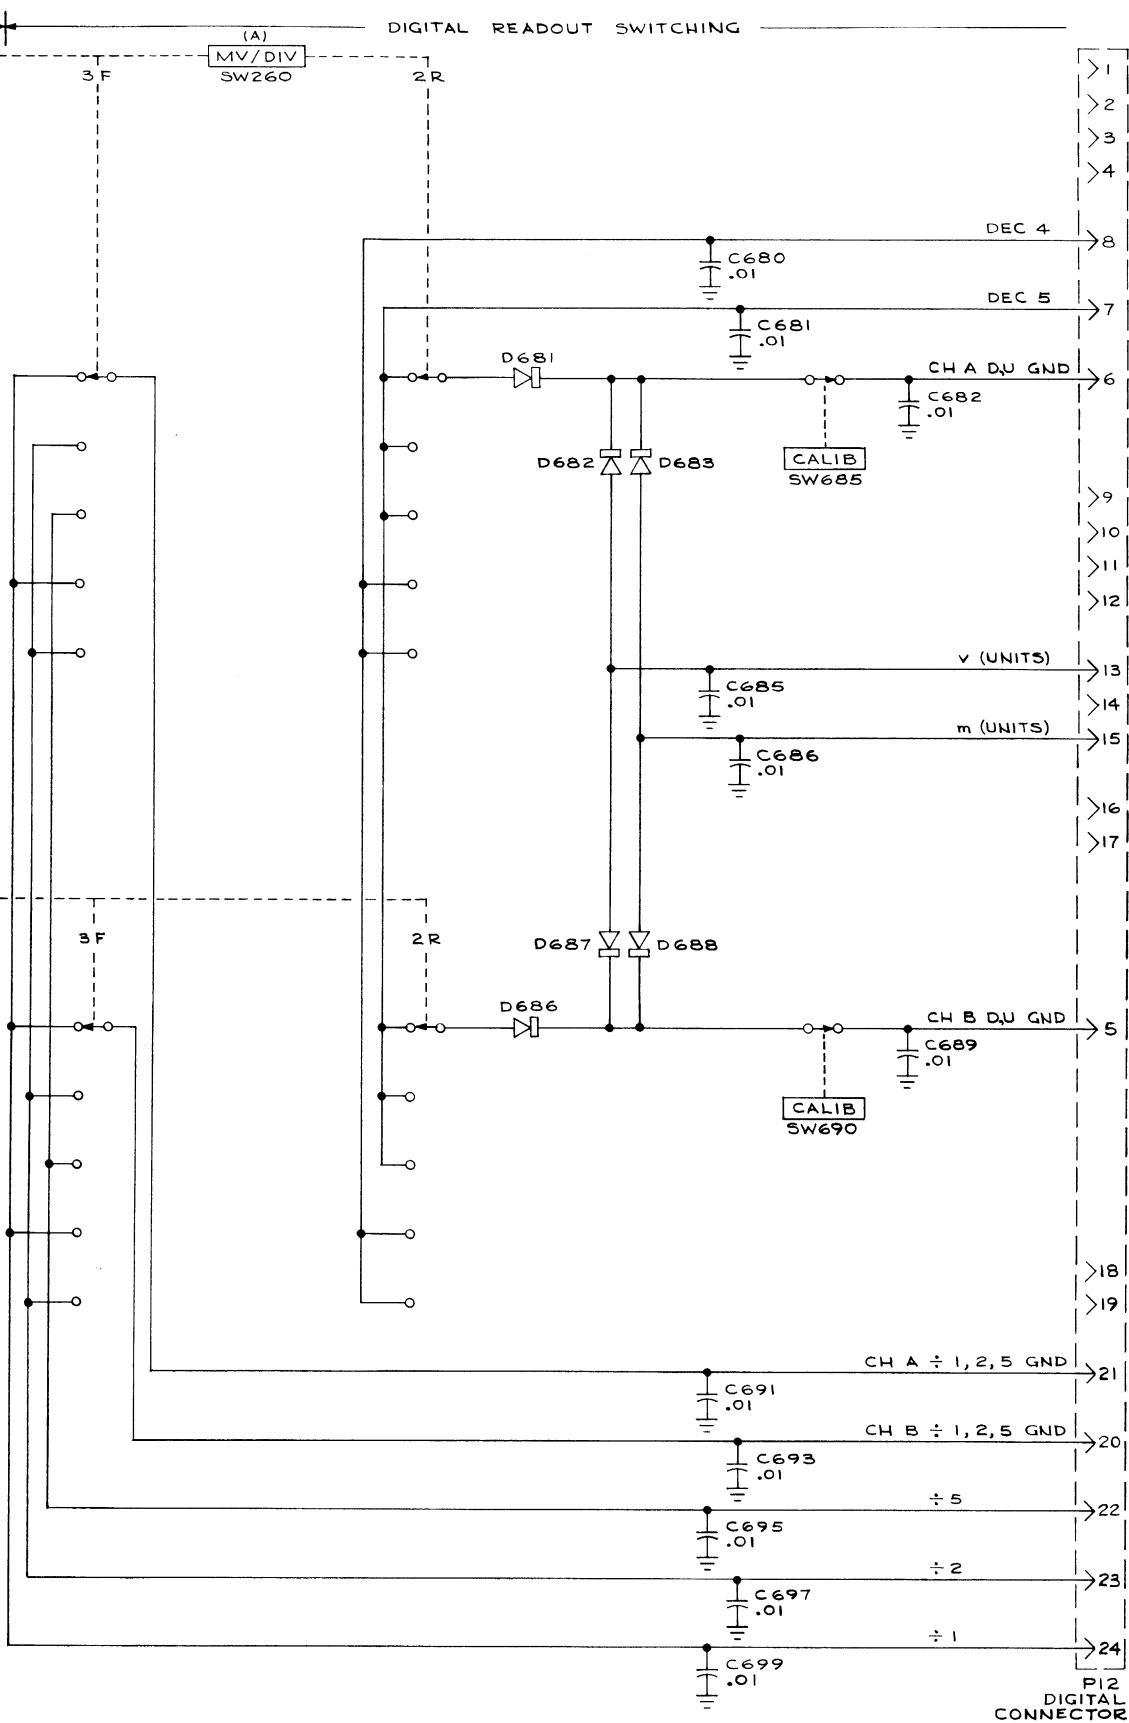 DIGITAL READOUT SWITCHING
(A)
MV/DIV
SW260
3F
2R
1
2
3
4
DEC 4
8
C680
.01
DEC 5
7
C681
.01
D681
CH A D,U GND
6
C682
.01
D682
D683
CALIB
SW685
9
10
11
12
v (UNITS)
13
C685
.01
14
m (UNITS)
15
C686
.01
16
17
3F
2R
D687
D688
D686
CH B D,U GND
5
C689
.01
CALIB
SW690
18
19
CH A ÷ 1, 2, 5 GND
21
C691
.01
CH B ÷ 1, 2, 5 GND
20
C693
.01
÷ 5
22
C695
.01
÷ 2
23
C697
.01
÷ 1
24
C699
.01
P12
DIGITAL
CONNECTOR